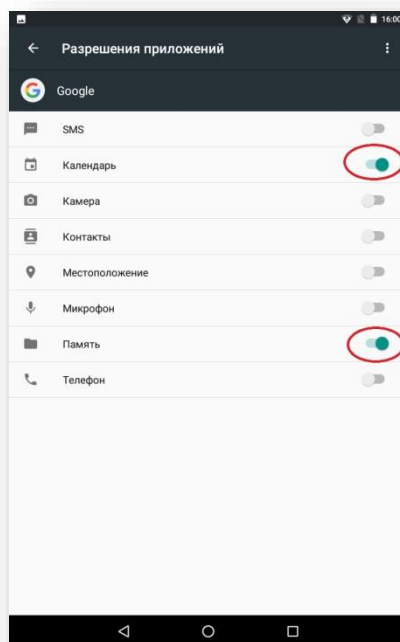 16:00
Разрешения приложений
Google
SMS
Календарь
Камера
Контакты
Местоположение
Микрофон
Память
Телефон